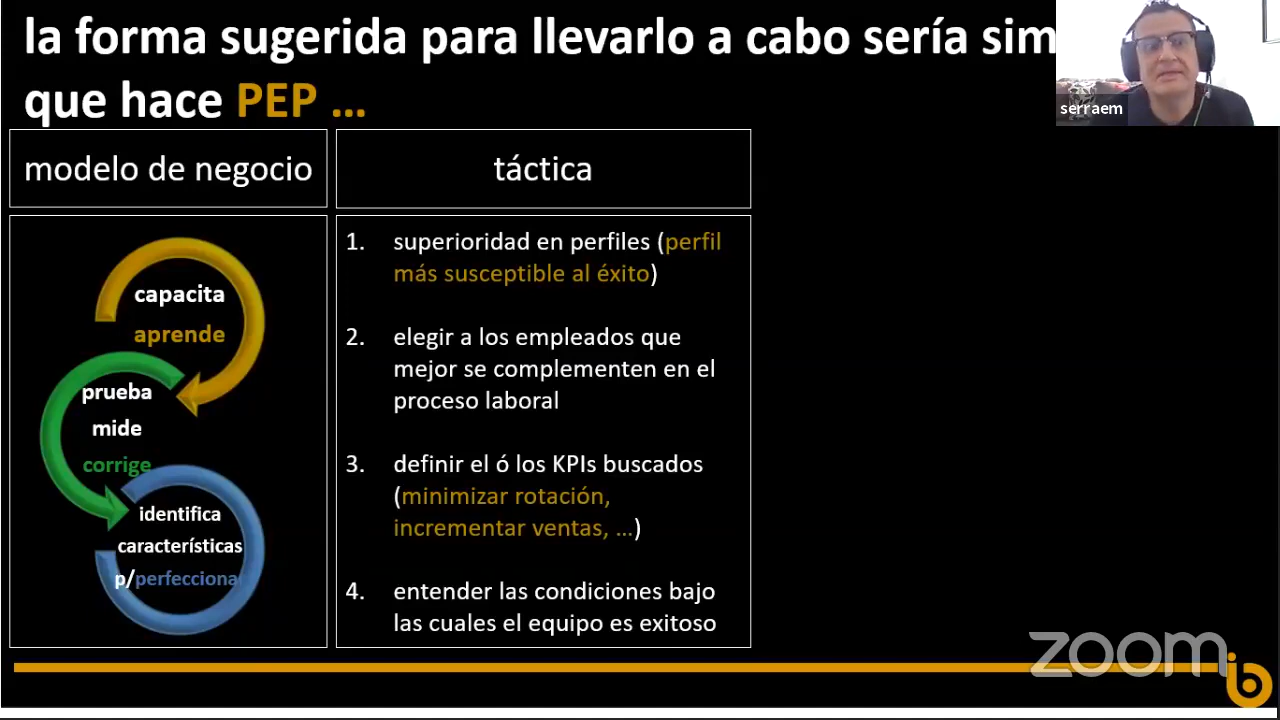 la forma sugerida para llevarlo a cabo sería sim
que hace PEP ...
serraem
modelo de negocio
táctica
capacita
aprende
prueba
mide
corrige
identifica
características
p/perfecciona
1. superioridad en perfiles (perfil
más susceptible al éxito)
2. elegir a los empleados que
mejor se complementen en el
proceso laboral
3. definir el ó los KPIs buscados
(minimizar rotación,
incrementar ventas, ...)
4. entender las condiciones bajo
las cuales el equipo es exitoso
zoom
b